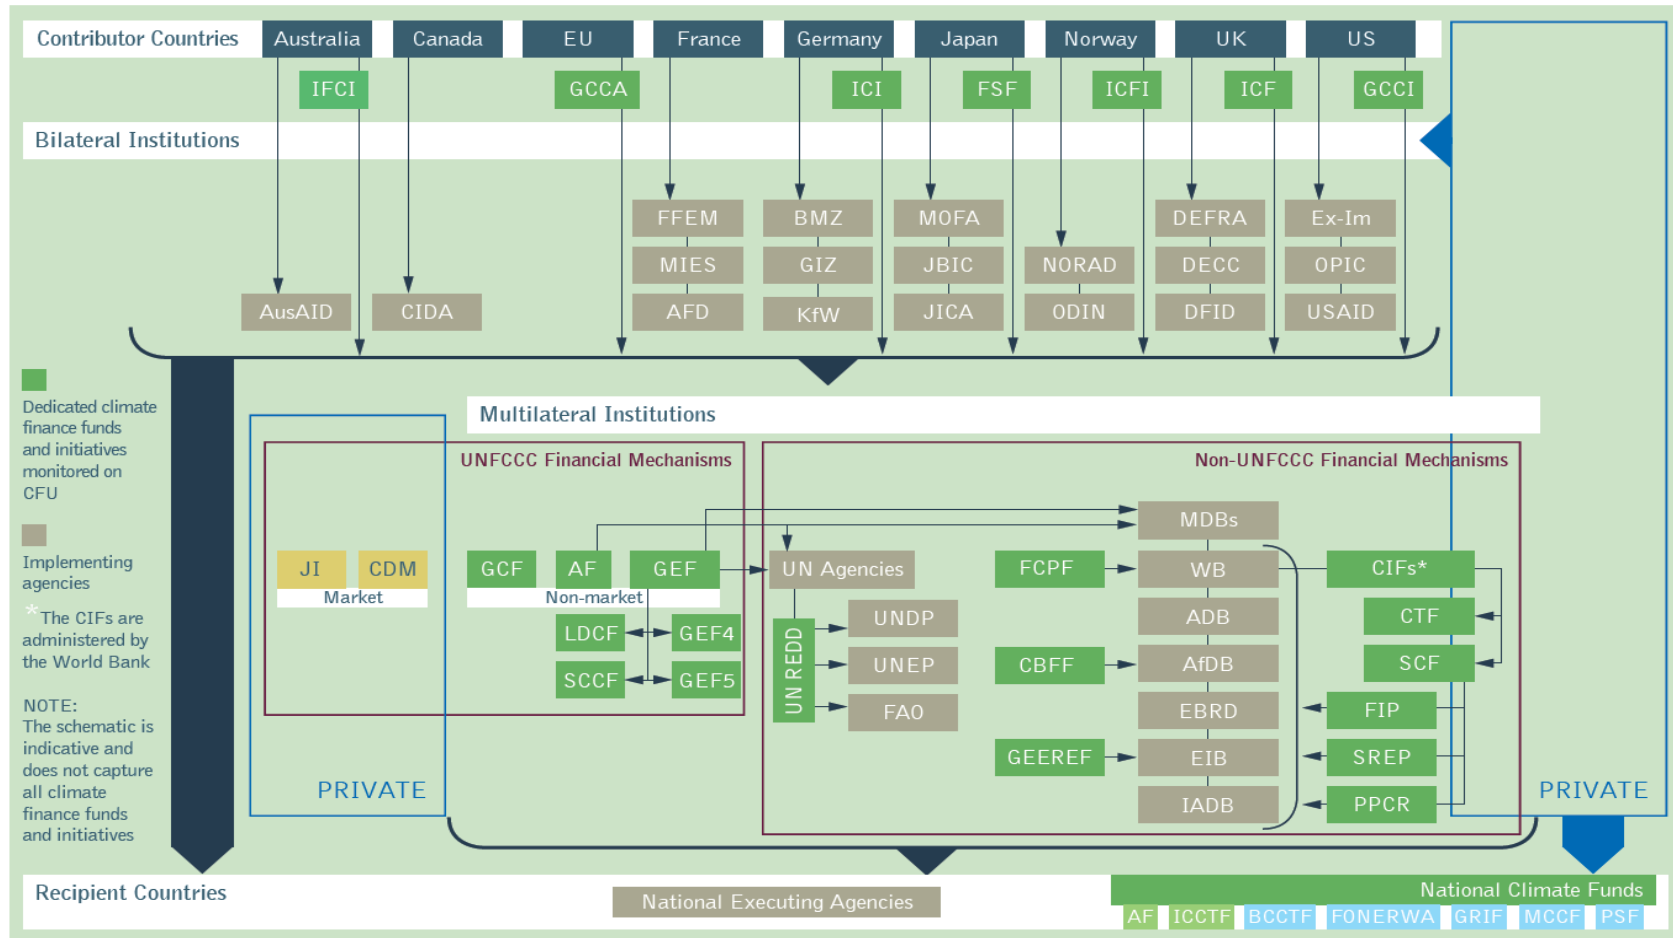 Contributor Countries Australia Canada EU France Germany Japan Norway UK US
IFCI GCCA ICI FSF ICFI ICF GCCI
Bilateral Institutions
FFEM BMZ MOFA DEFRA Ex-Im
MIES GIZ JBIC NORAD DECC OPIC
AusAID CIDA AFD KfW JICA ODIN DFID USAID
Dedicated climate
finance funds
and initiatives
monitored on
CFU
Implementing
agencies
*The CIFs are
administered by
the World Bank
NOTE:
The schematic is
indicative and
does not capture
all climate
finance funds
and initiatives
Multilateral Institutions
UNFCCC Financial Mechanisms
Non-UNFCCC Financial Mechanisms
MDBs
JI CDM GCF AF GEF UN Agencies FCPF WB CIFs*
Market Non-market
LDCF GEF4 UNDP ADB CTF
SCCF GEF5 UN REDD UNEP CBFF AfDB SCF
FAO EBRD FIP
GEEREF EIB SREP
PRIVATE IADB PPCR PRIVATE
Recipient Countries National Executing Agencies National Climate Funds
AF ICCTF BCCTF FONERWA GRIF MCCF PSF